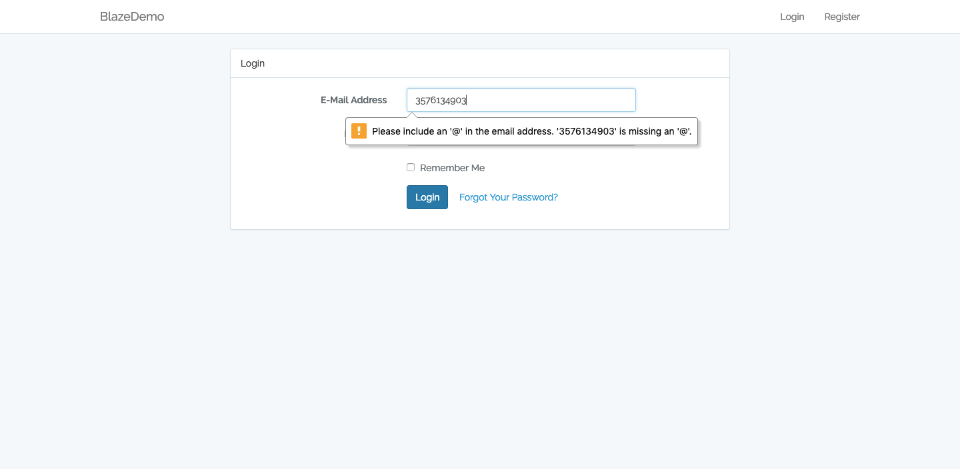 BlazeDemo
Login
Register
Login
E-Mail Address
3576134903
Please include an '@' in the email address. '3576134903' is missing an '@'.
Remember Me
Login
Forgot Your Password?